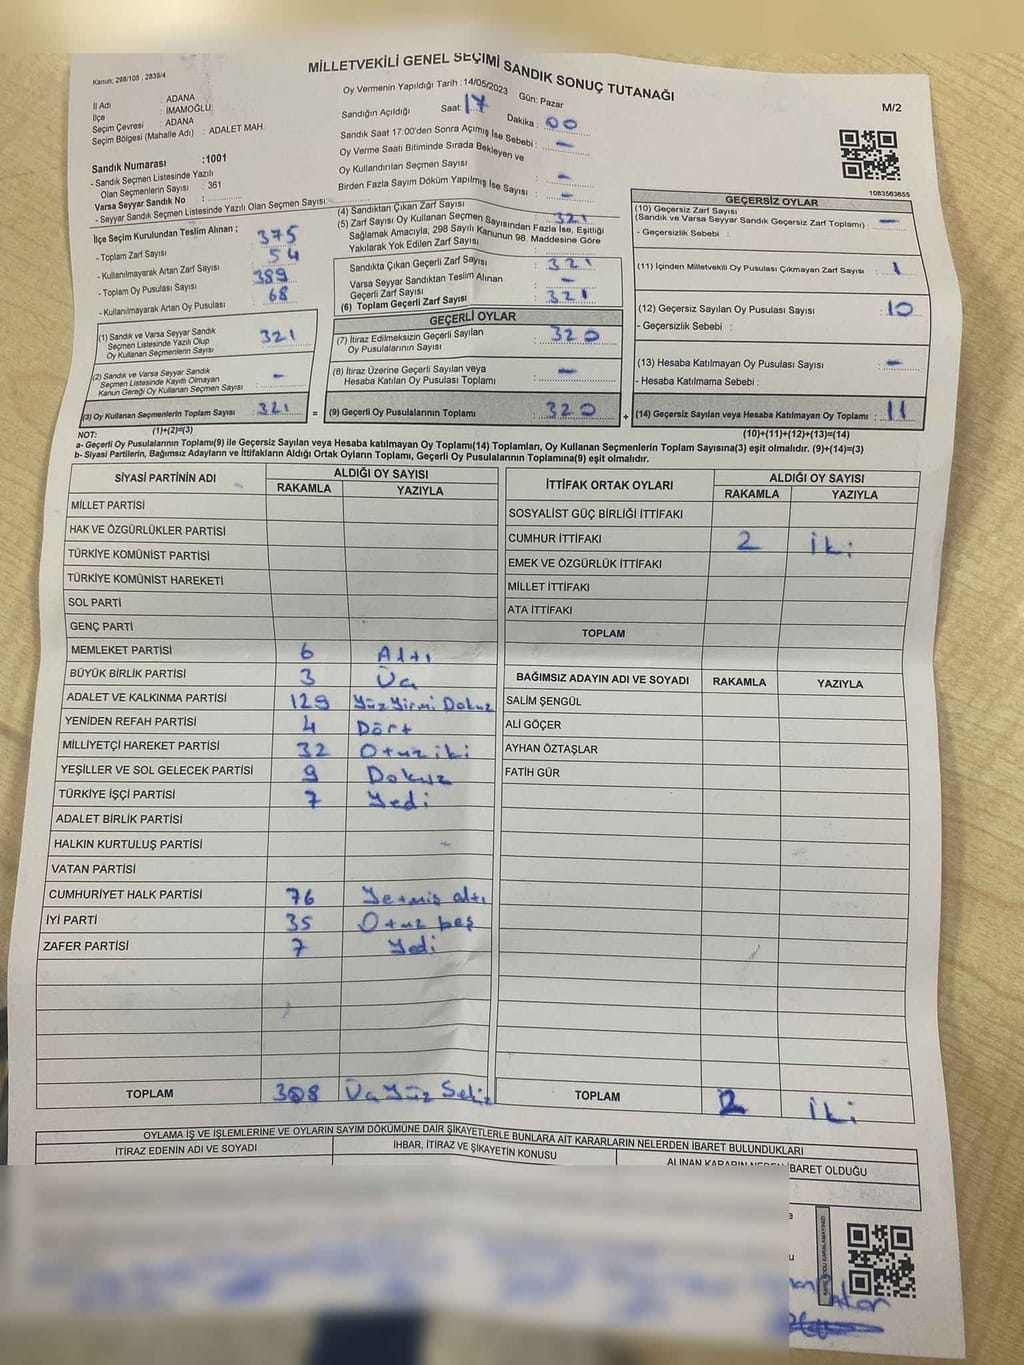 MİLLETVEKİLİ GENEL SEÇİMİ SANDIK SONUÇ TUTANAĞI
Kanun; 298/105 , 2839/4
M/2
İl Adı : ADANA
İlçe : İMAMOĞLU
Seçim Çevresi : ADANA
Seçim Bölgesi (Mahalle Adı) : ADALET MAH.
Sandık Numarası :1001
- Sandık Seçmen Listesinde Yazılı
Olan Seçmenlerin Sayısı : 361
Varsa Seyyar Sandık No :
- Seyyar Sandık Seçmen Listesinde Yazılı Olan Seçmen Sayısı:
Oy Vermenin Yapıldığı Tarih :14/05/2023 Gün: Pazar
Sandığın Açıldığı Saat: 17 Dakika : 00
Sandık Saat 17:00'den Sonra Açımış İse Sebebi : -
Oy Verme Saati Bitiminde Sırada Bekleyen ve
Oy Kullandırılan Seçmen Sayısı : -
Birden Fazla Sayım Döküm Yapılmış İse Sayısı : -
1083563655
İlçe Seçim Kurulundan Teslim Alınan ;
- Toplam Zarf Sayısı : 375
- Kullanılmayarak Artan Zarf Sayısı : 54
- Toplam Oy Pusulası Sayısı : 389
- Kullanılmayarak Artan Oy Pusulası : 68
(1) Sandık ve Varsa Seyyar Sandık
Seçmen Listesinde Yazılı Olup
Oy Kullanan Seçmenlerin Sayısı : 321
(2) Sandık ve Varsa Seyyar Sandık
Seçmen Listesinde Kayıtlı Olmayan
Kanun Gereği Oy Kullanan Seçmen Sayısı : -
(3) Oy Kullanan Seçmenlerin Toplam Sayısı : 321 =
(1)+(2)=(3)
(4) Sandıktan Çıkan Zarf Sayısı : 321
(5) Zarf Sayısı Oy Kullanan Seçmen Sayısından Fazla İse, Eşitliği
Sağlamak Amacıyla; 298 Sayılı Kanunun 98. Maddesine Göre
Yakılarak Yok Edilen Zarf Sayısı :
Sandıkta Çıkan Geçerli Zarf Sayısı : 321
Varsa Seyyar Sandıktan Teslim Alınan
Geçerli Zarf Sayısı : -
(6) Toplam Geçerli Zarf Sayısı : 321
GEÇERLİ OYLAR
(7) İtiraz Edilmeksizin Geçerli Sayılan
Oy Pusulalarının Sayısı : 320
(8) İtiraz Üzerine Geçerli Sayılan veya
Hesaba Katılan Oy Pusulası Toplamı : -
(9) Geçerli Oy Pusulalarının Toplamı : 320 +
GEÇERSİZ OYLAR
(10) Geçersiz Zarf Sayısı
(Sandık ve Varsa Seyyar Sandık Geçersiz Zarf Toplamı) : -
- Geçersizlik Sebebi :
(11) İçinden Milletvekili Oy Pusulası Çıkmayan Zarf Sayısı : 1
(12) Geçersiz Sayılan Oy Pusulası Sayısı : 10
- Geçersizlik Sebebi :
(13) Hesaba Katılmayan Oy Pusulası Sayısı : -
- Hesaba Katılmama Sebebi :
(14) Geçersiz Sayılan veya Hesaba Katılmayan Oy Toplamı : 11
(10)+(11)+(12)+(13)=(14)
NOT:
a- Geçerli Oy Pusulalarının Toplamı(9) ile Geçersiz Sayılan veya Hesaba katılmayan Oy Toplamı(14) Toplamları, Oy Kullanan Seçmenlerin Toplam Sayısına(3) eşit olmalıdır. (9)+(14)=(3)
b- Siyasi Partilerin, Bağımsız Adayların ve İttifakların Aldığı Ortak Oyların Toplamı, Geçerli Oy Pusulalarının Toplamına(9) eşit olmalıdır.
SİYASİ PARTİNİN ADI ALDIĞI OY SAYISI
RAKAMLA YAZIYLA
MİLLET PARTİSİ
HAK VE ÖZGÜRLÜKLER PARTİSİ
TÜRKİYE KOMÜNİST PARTİSİ
TÜRKİYE KOMÜNİST HAREKETİ
SOL PARTİ
GENÇ PARTİ
MEMLEKET PARTİSİ 6 Altı
BÜYÜK BİRLİK PARTİSİ 3 Üç
ADALET VE KALKINMA PARTİSİ 129 Yüz Yirmi Dokuz
YENİDEN REFAH PARTİSİ 4 Dört
MİLLİYETÇİ HAREKET PARTİSİ 32 Otuz iki
YEŞİLLER VE SOL GELECEK PARTİSİ 9 Dokuz
TÜRKİYE İŞÇİ PARTİSİ 7 Yedi
ADALET BİRLİK PARTİSİ
HALKIN KURTULUŞ PARTİSİ
VATAN PARTİSİ
CUMHURİYET HALK PARTİSİ 76 Yetmiş altı
İYİ PARTİ 35 Otuz beş
ZAFER PARTİSİ 7 Yedi
TOPLAM 308 Üç Yüz Sekiz
İTTİFAK ORTAK OYLARI ALDIĞI OY SAYISI
RAKAMLA YAZIYLA
SOSYALİST GÜÇ BİRLİĞİ İTTİFAKI
CUMHUR İTTİFAKI 2 İki
EMEK VE ÖZGÜRLÜK İTTİFAKI
MİLLET İTTİFAKI
ATA İTTİFAKI
TOPLAM
BAĞIMSIZ ADAYIN ADI VE SOYADI RAKAMLA YAZIYLA
SALİM ŞENGÜL
ALİ GÖÇER
AYHAN ÖZTAŞLAR
FATİH GÜR
TOPLAM 2 İki
OYLAMA İŞ VE İŞLEMLERİNE VE OYLARIN SAYIM DÖKÜMÜNE DAİR ŞİKAYETLERLE BUNLARA AİT KARARLARIN NELERDEN İBARET BULUNDUKLARI
İTİRAZ EDENİN ADI VE SOYADI
İHBAR, İTİRAZ VE ŞİKAYETİN KONUSU
ALINAN KARARIN NEDEN İBARET OLDUĞU